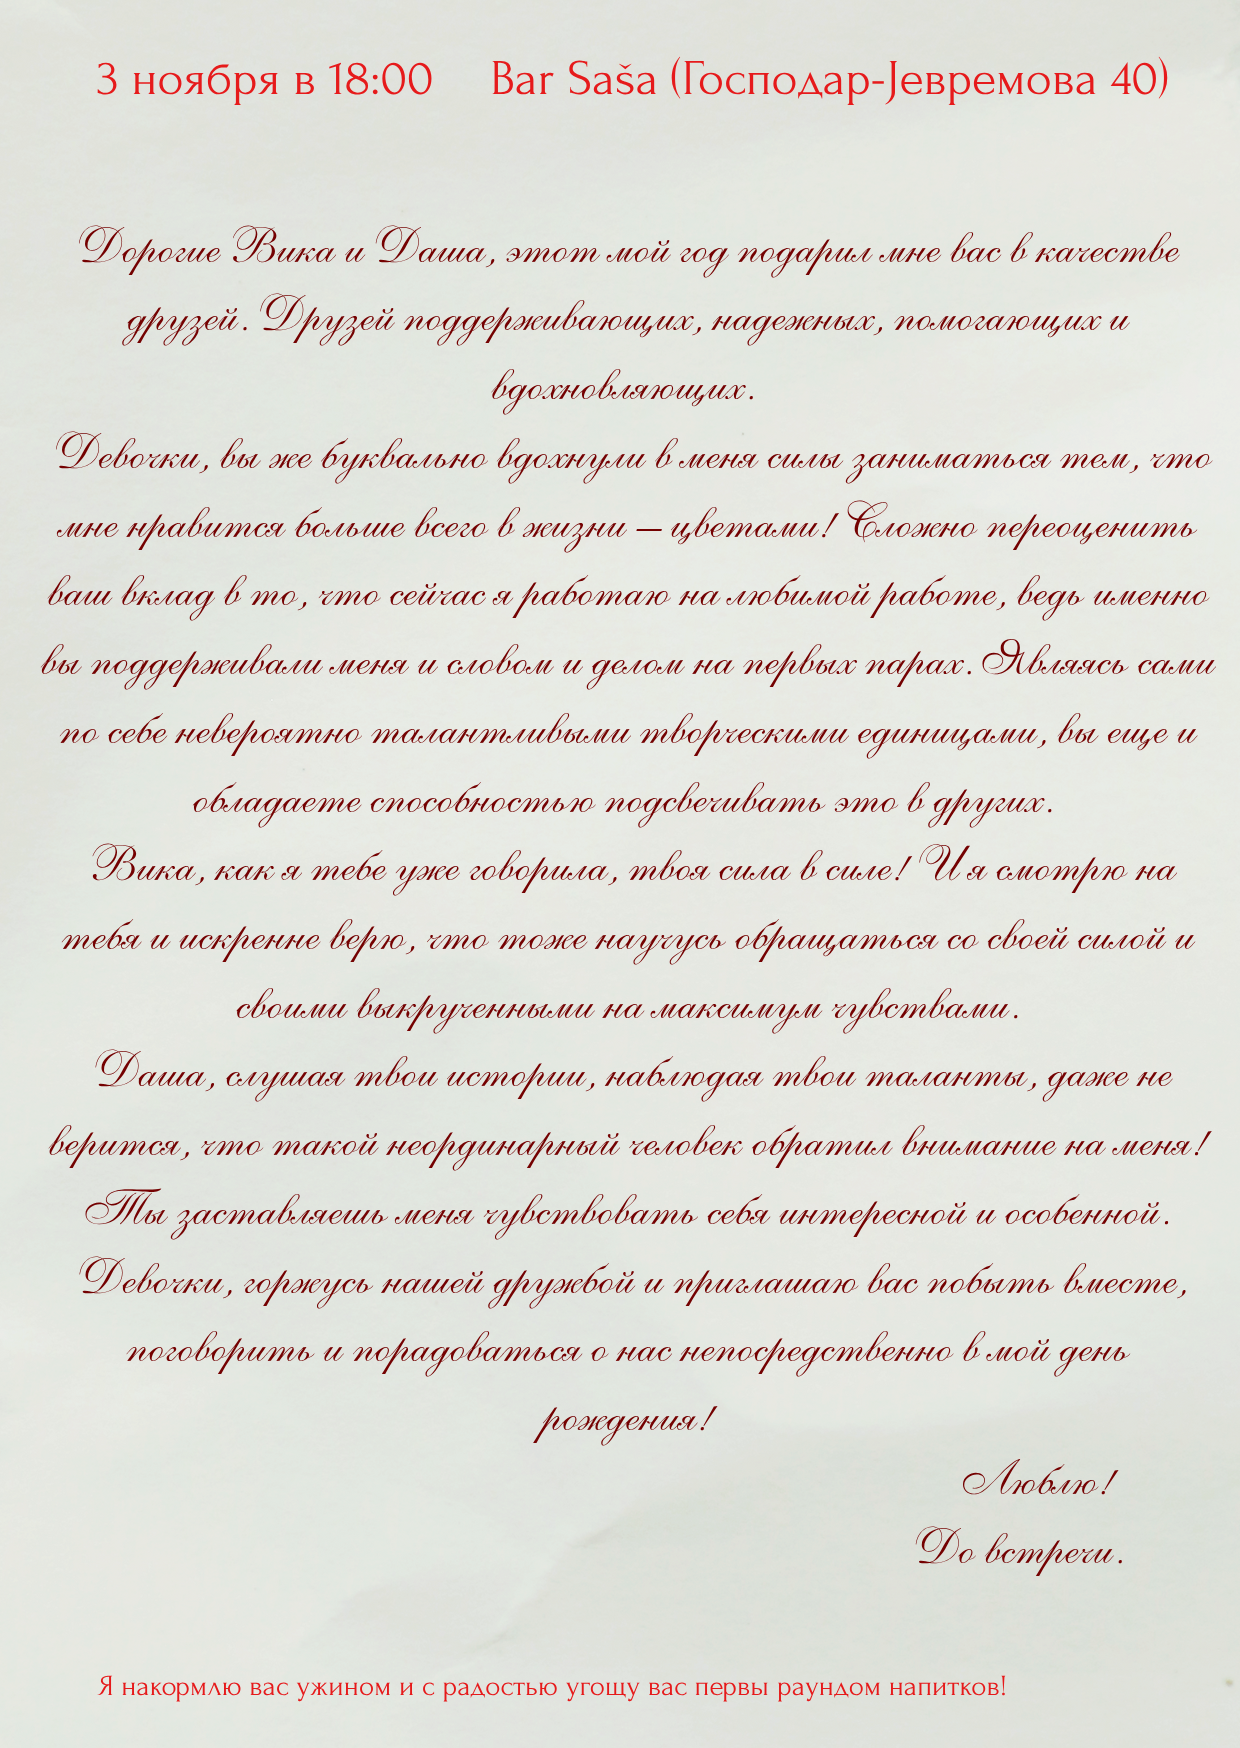 3 ноября в 18:00 Bar Saša (Господар-Јевремова 40)
Дорогие Вика и Даша, этот мой год подарил мне вас в качестве
друзей. Друзей поддерживающих, надежных, помогающих и
вдохновляющих.
Девочки, вы же буквально вдохнули в меня силы заниматься тем, что
мне нравится больше всего в жизни – цветами! Сложно переоценить
ваш вклад в то, что сейчас я работаю на любимой работе, ведь именно
вы поддерживали меня и словом и делом на первых парах. Являясь сами
по себе невероятно талантливыми творческими единицами, вы еще и
обладаете способностью подсвечивать это в других.
Вика, как я тебе уже говорила, твоя сила в силе! И я смотрю на
тебя и искренне верю, что тоже научусь обращаться со своей силой и
своими выкрученными на максимум чувствами.
Даша, слушая твои истории, наблюдая твои таланты, даже не
верится, что такой неординарный человек обратил внимание на меня!
Ты заставляешь меня чувствовать себя интересной и особенной.
Девочки, горжусь нашей дружбой и приглашаю вас побыть вместе,
поговорить и порадоваться о нас непосредственно в мой день
рождения!
Люблю!
До встречи.
Я накормлю вас ужином и с радостью угощу вас первы раундом напитков!